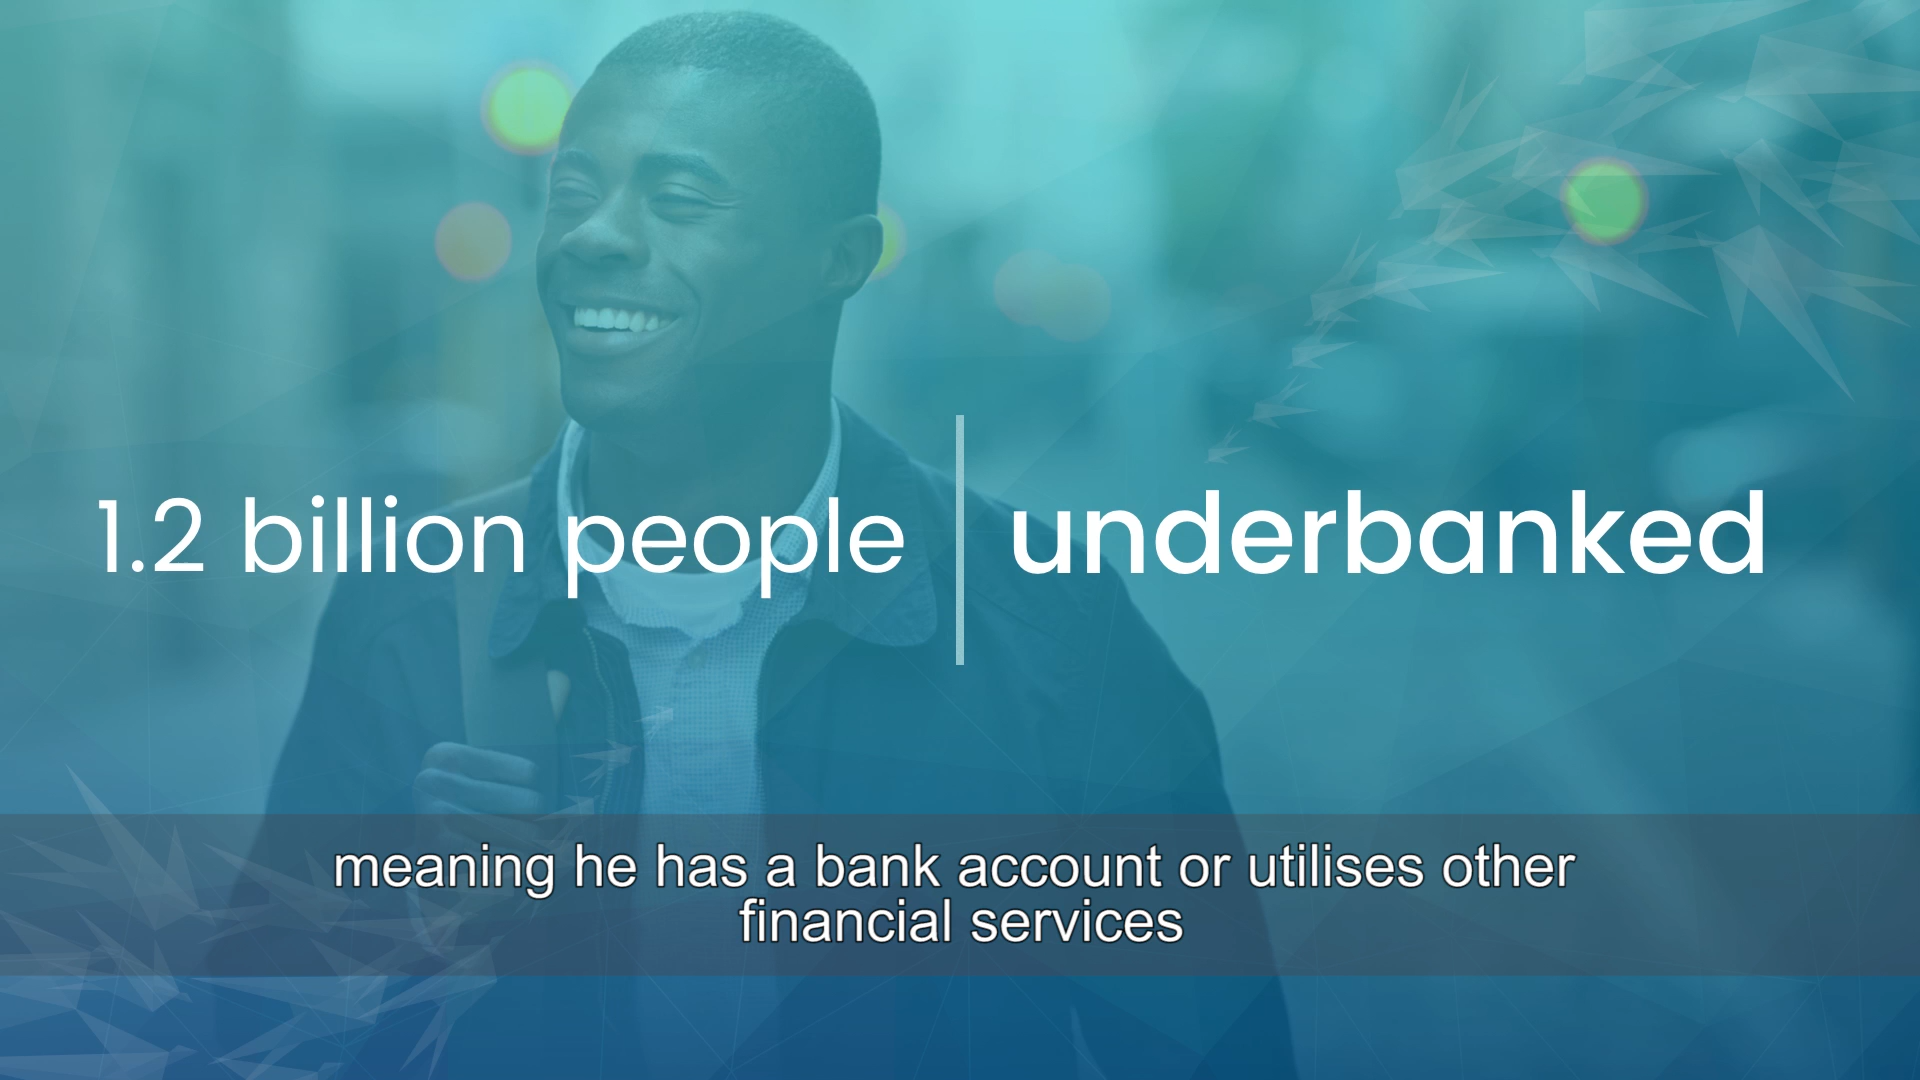 1.2 billion people
underbanked
meaning he has a bank account or utilises other
financial services